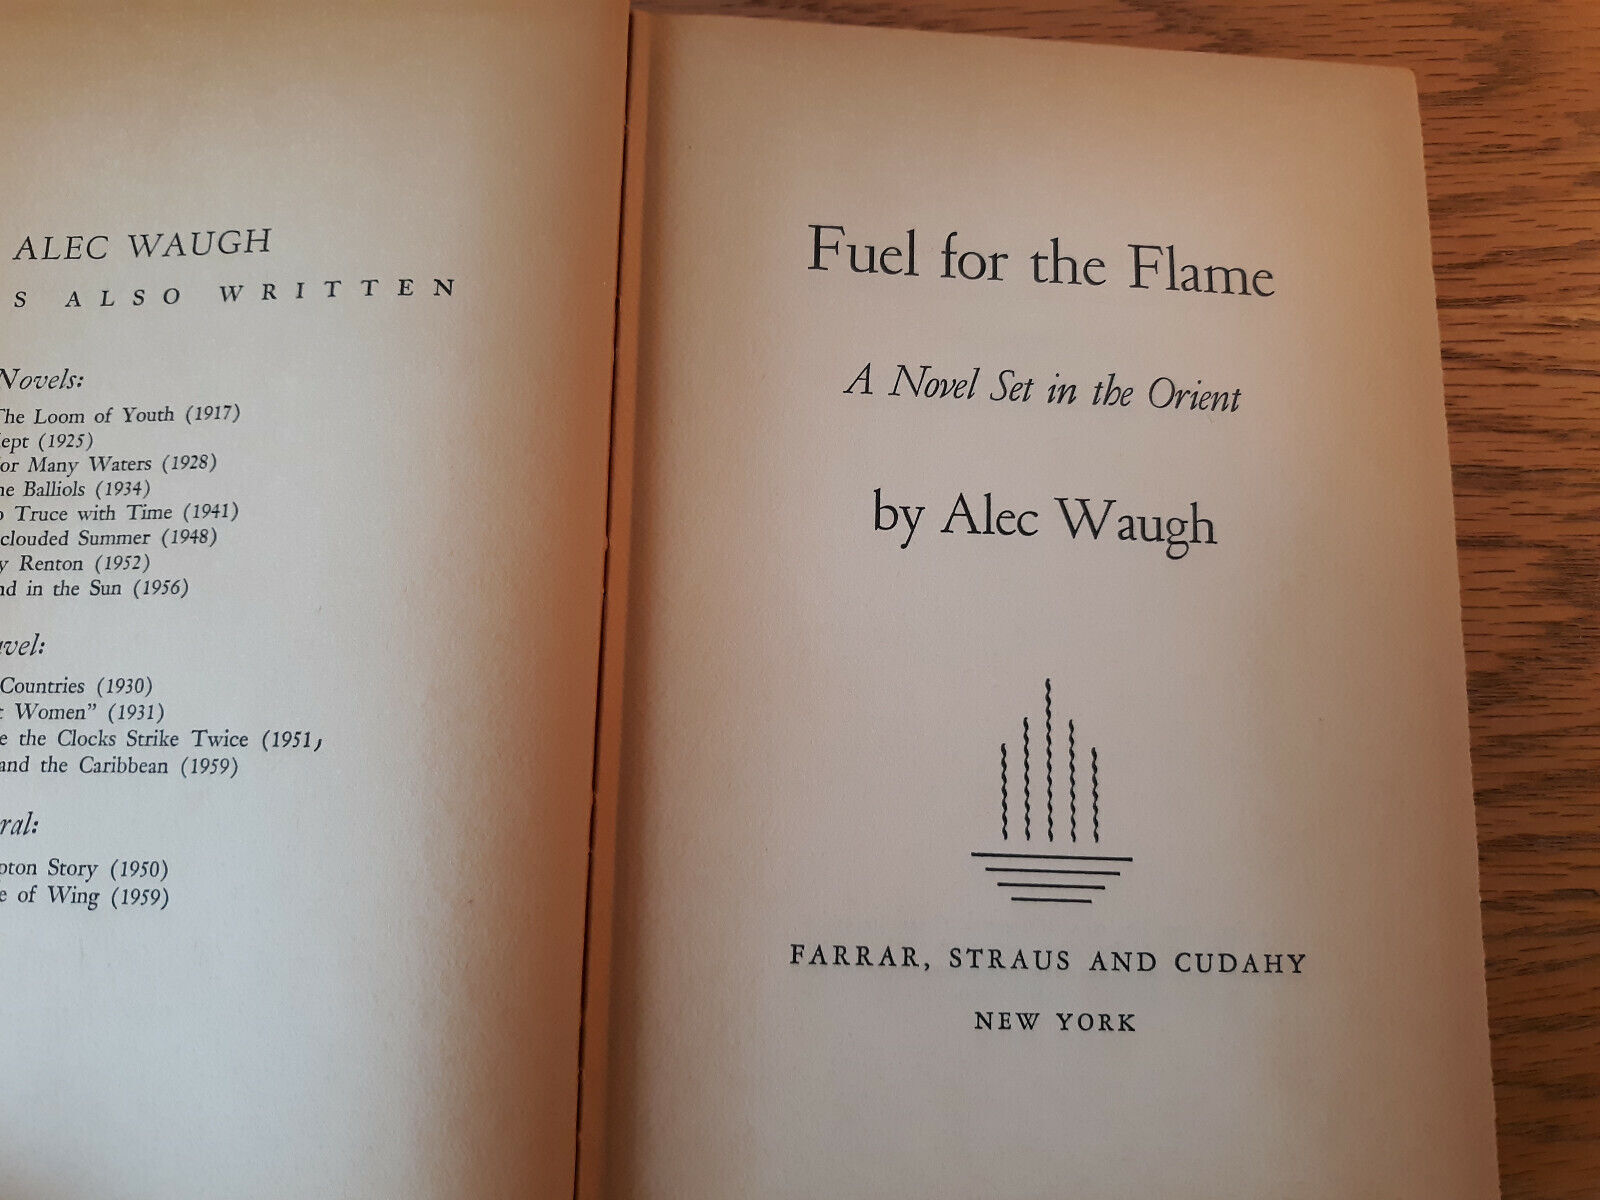 ALEC WAUGH
S ALSO WRITTEN
Novels:
The Loom of Youth (1917)
ept (1925)
or Many Waters (1928)
he Balliols (1934)
o Truce with Time (1941)
clouded Summer (1948)
y Renton (1952)
nd in the Sun (1956)
avel:
Countries (1930)
t Women” (1931)
e the Clocks Strike Twice (1951)
and the Caribbean (1959)
ral:
pton Story (1950)
e of Wing (1959)
Fuel for the Flame
A Novel Set in the Orient
by Alec Waugh
FARRAR, STRAUS AND CUDAHY
NEW YORK